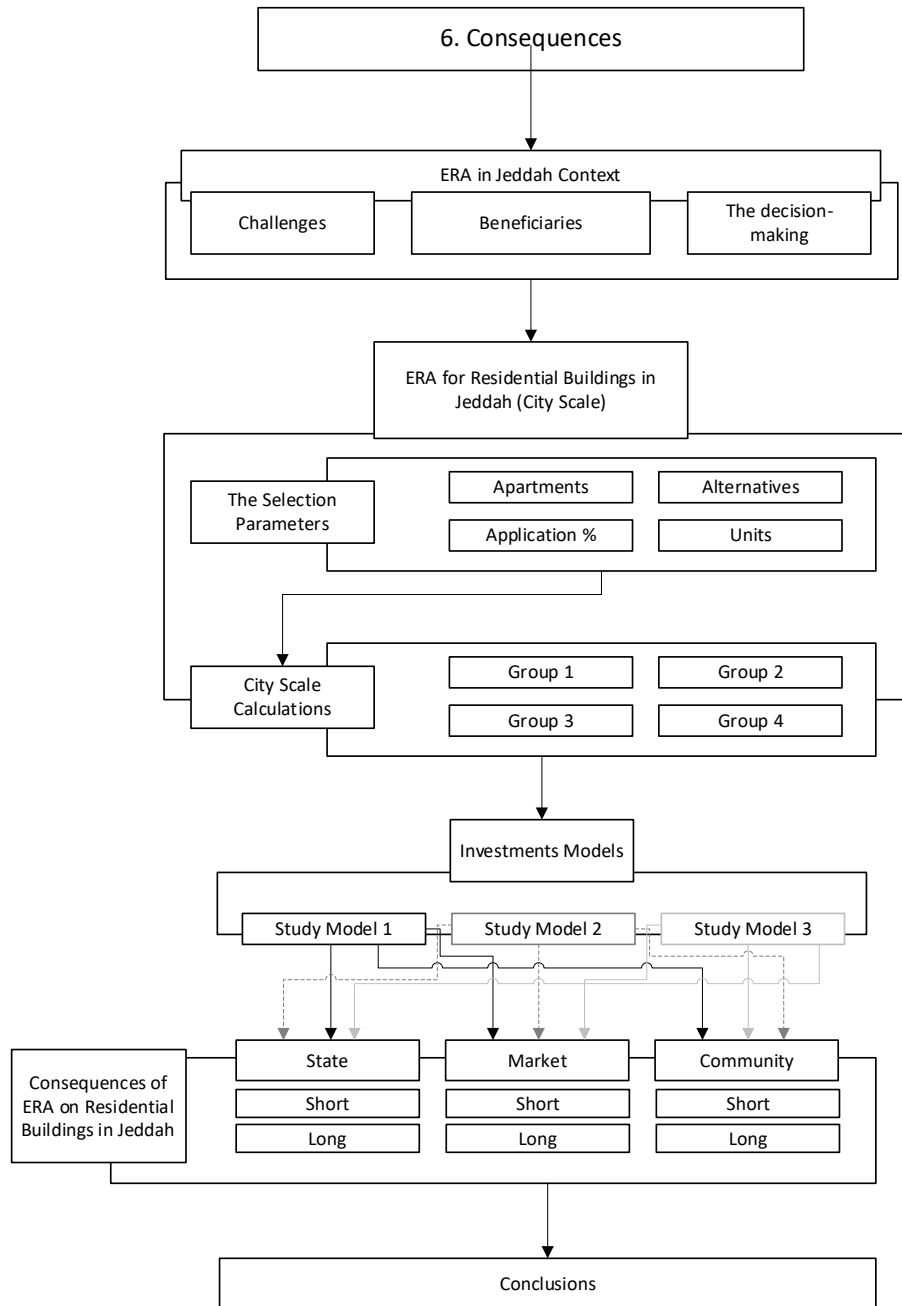 6. Consequences
ERA in Jeddah Context
Challenges
Beneficiaries
The decision-
making
ERA for Residential Buildings in
Jeddah (City Scale)
The Selection
Parameters
Apartments
Alternatives
Application %
Units
City Scale
Calculations
Group 1
Group 2
Group 3
Group 4
Investments Models
Study Model 1
Study Model 2
Study Model 3
Consequences of
ERA on Residential
Buildings in Jeddah
State
Market
Community
Short
Short
Short
Long
Long
Long
Conclusions